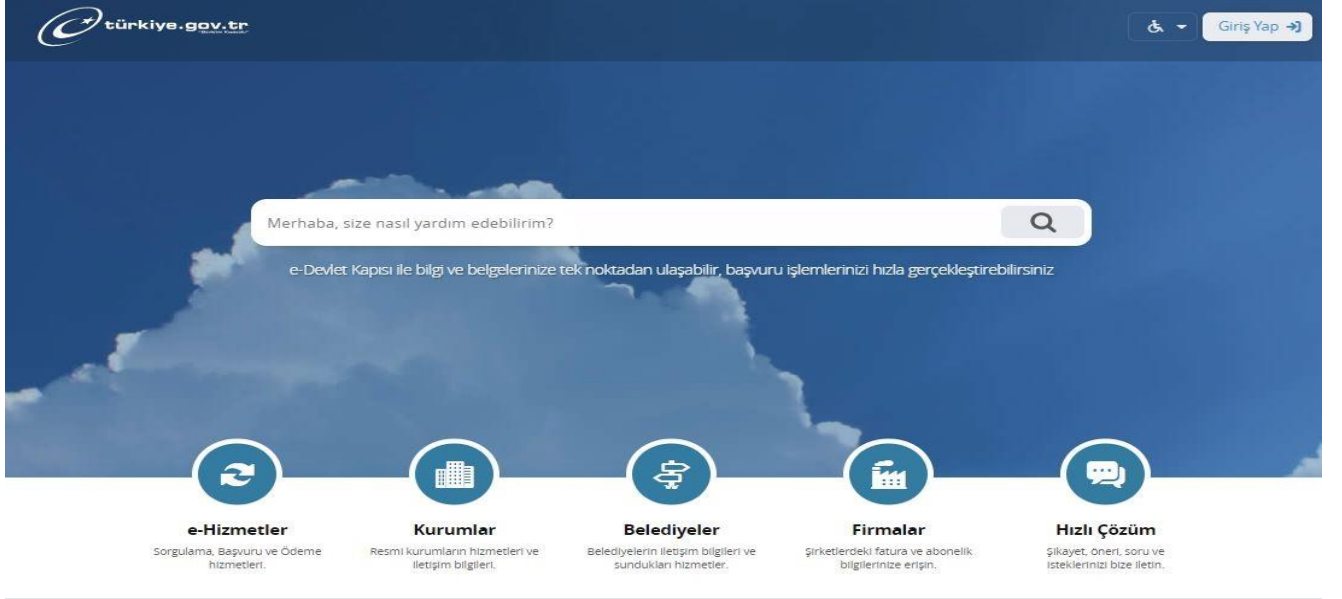 türkiye.gov.tr
Giriş Yap
Merhaba, size nasıl yardım edebilirim?
e-Devlet Kapısı ile bilgi ve belgelerinize tek noktadan ulaşabilir, başvuru işlemlerinizi hızla gerçekleştirebilirsiniz
e-Hizmetler
Sorgulama, Başvuru ve Ödeme
hizmetleri.
Kurumlar
Resmi kurumların hizmetleri ve
iletişim bilgileri.
Belediyeler
Belediyelerin iletişim bilgileri ve
sundukları hizmetler.
Firmalar
Şirketlerdeki fatura ve abonelik
bilgilerinize erişin.
Hızlı Çözüm
Şikayet, öneri, soru ve
isteklerinizi bize iletin.